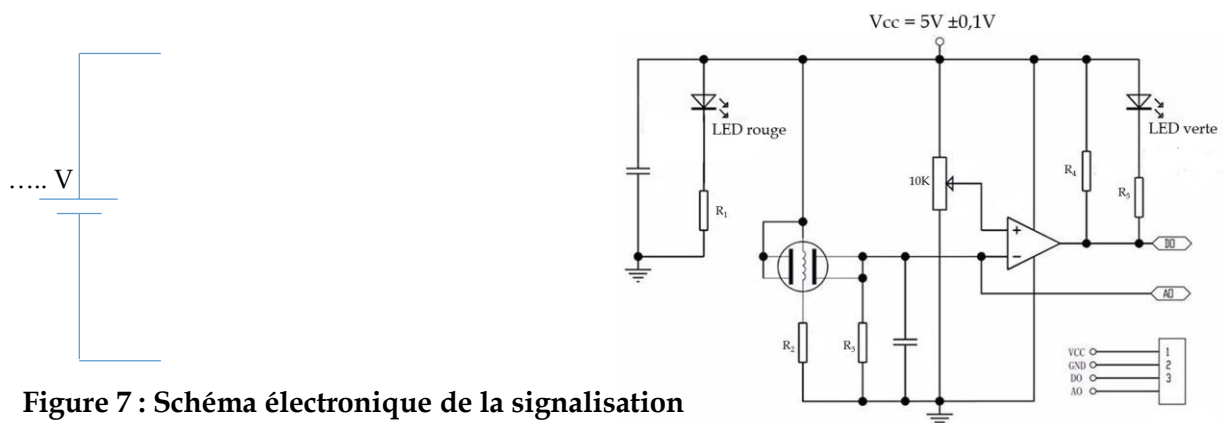 Vcc = 5V ±0,1V
LED rouge
LED verte
….. V
10K
R4
R5
R1
+
−
DO
AO
R2
R3
VCC 1
GND 2
DO 3
AO
Figure 7 : Schéma électronique de la signalisation